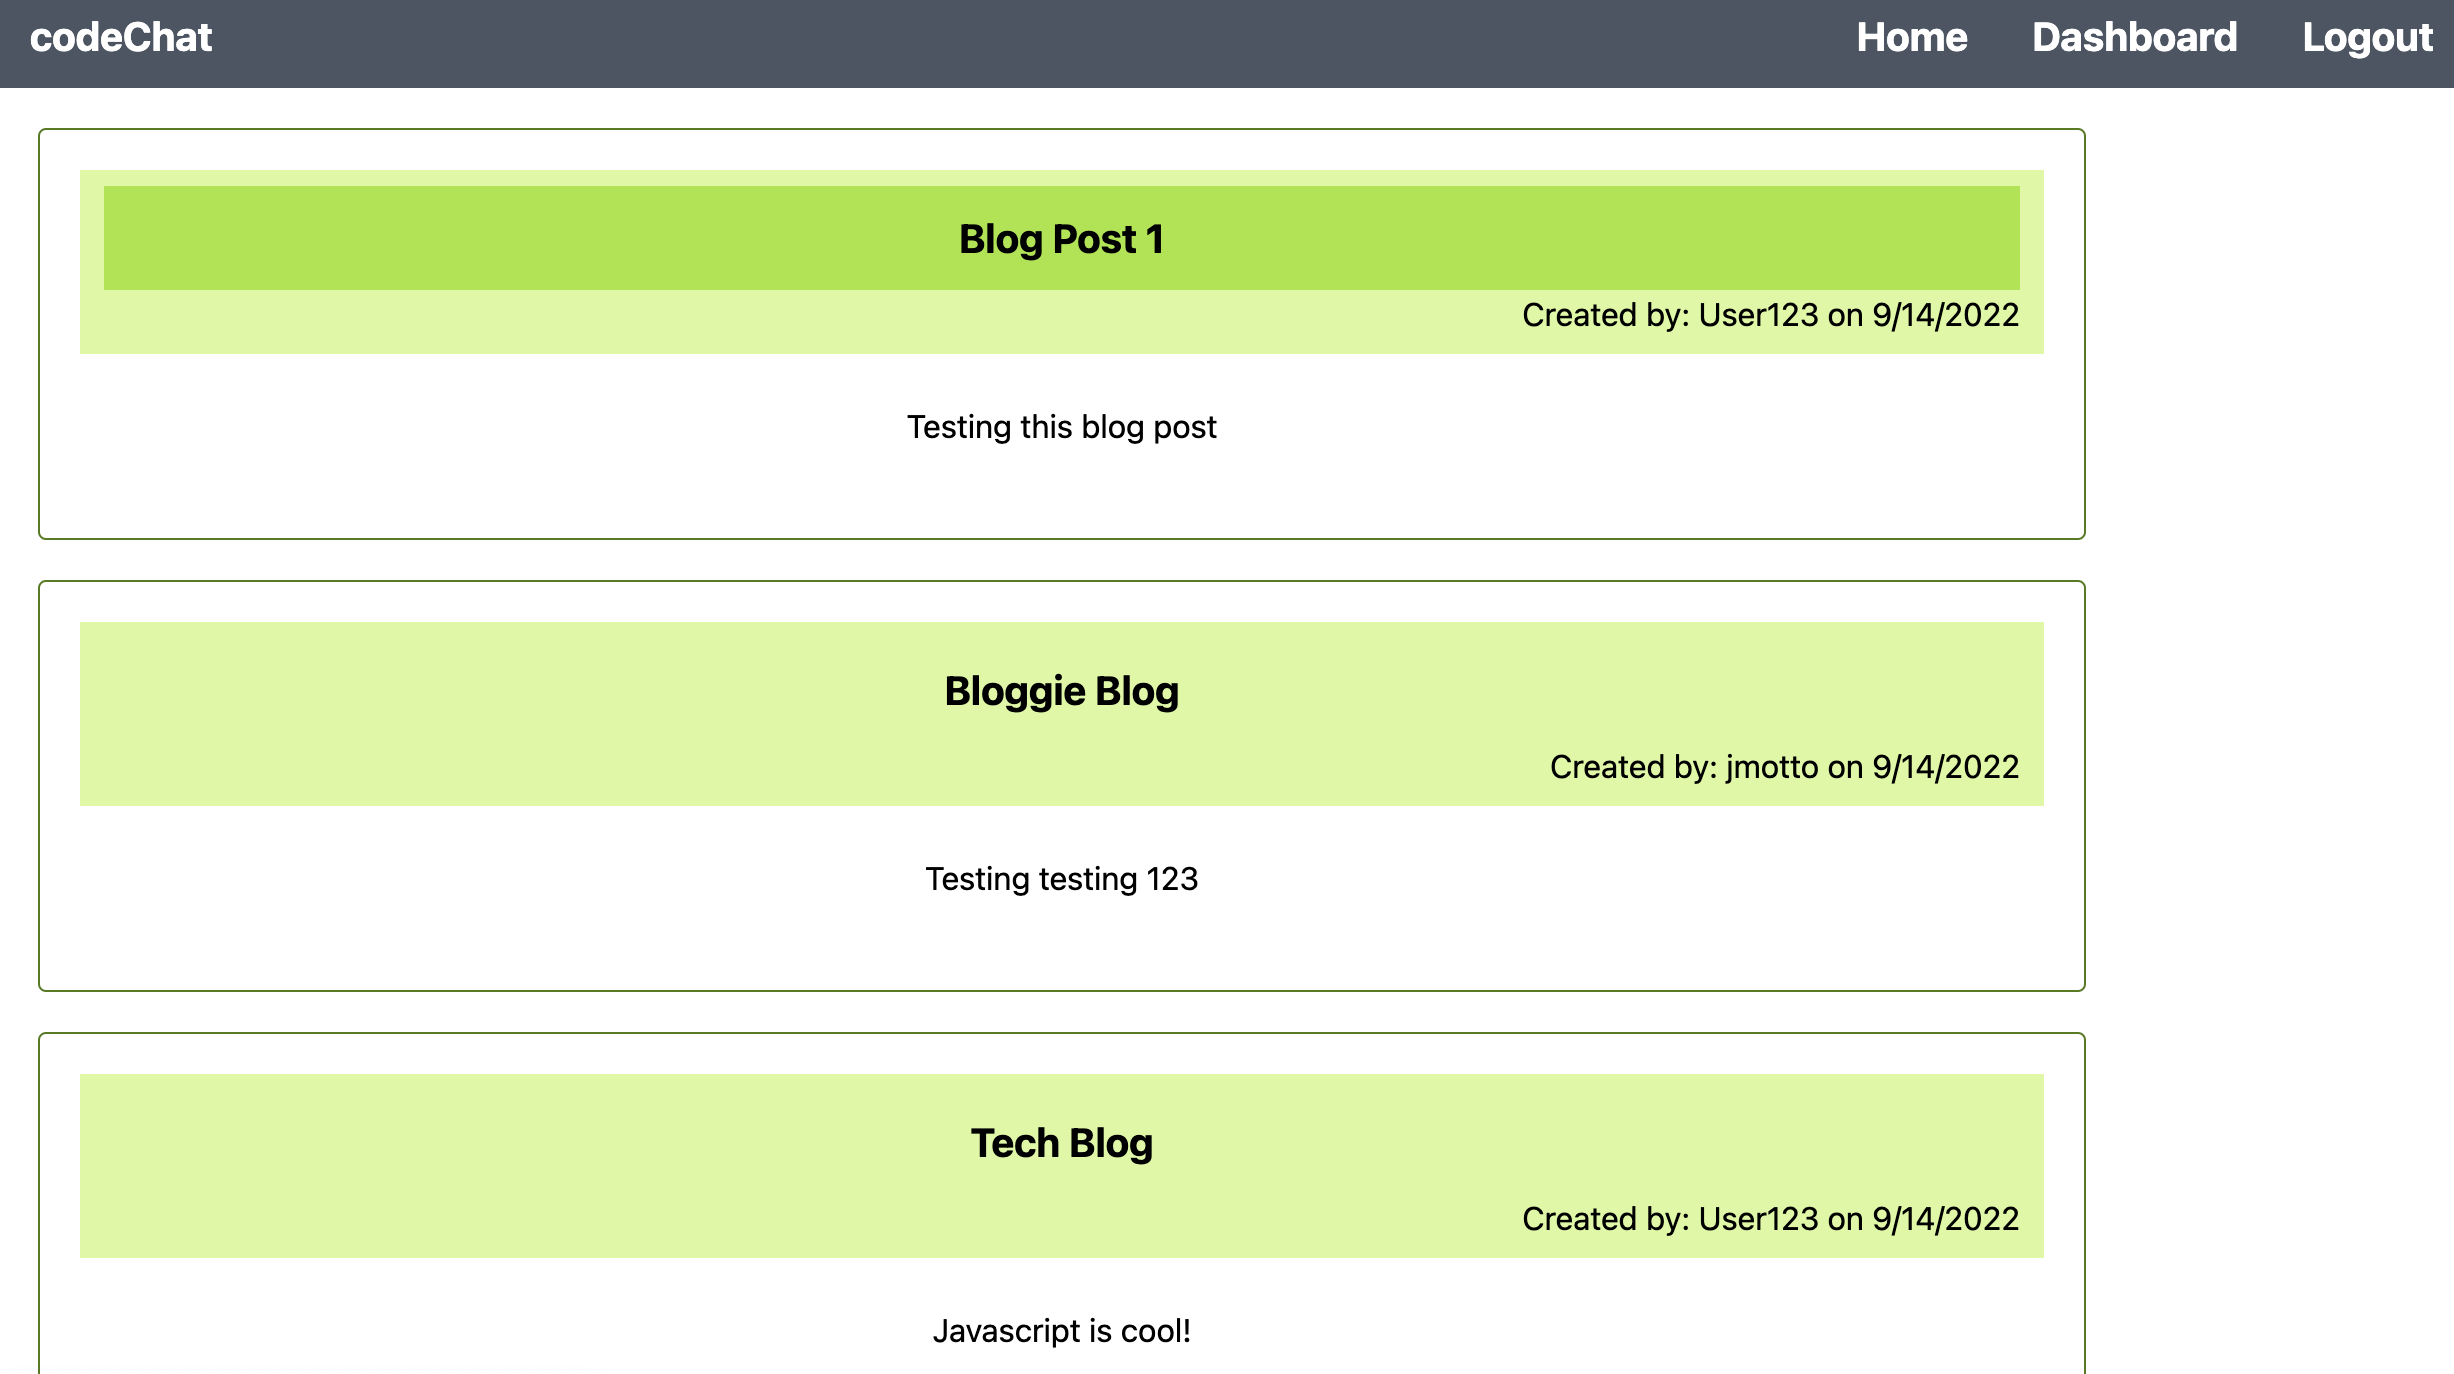 codeChat Home Dashboard Logout
Blog Post 1
Created by: User123 on 9/14/2022
Testing this blog post
Bloggie Blog
Created by: jmotto on 9/14/2022
Testing testing 123
Tech Blog
Created by: User123 on 9/14/2022
Javascript is cool!